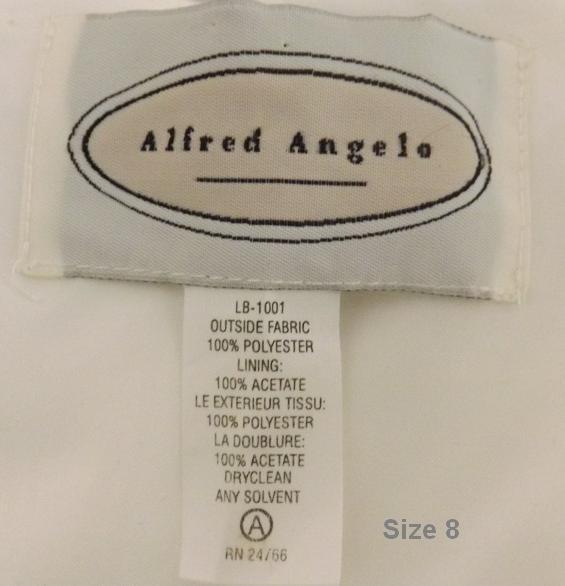 Alfred Angelo
LB-1001
OUTSIDE FABRIC
100% POLYESTER
LINING:
100% ACETATE
LE EXTERIEUR TISSU:
100% POLYESTER
LA DOUBLURE:
100% ACETATE
DRYCLEAN
ANY SOLVENT
A
RN 24766
Size 8